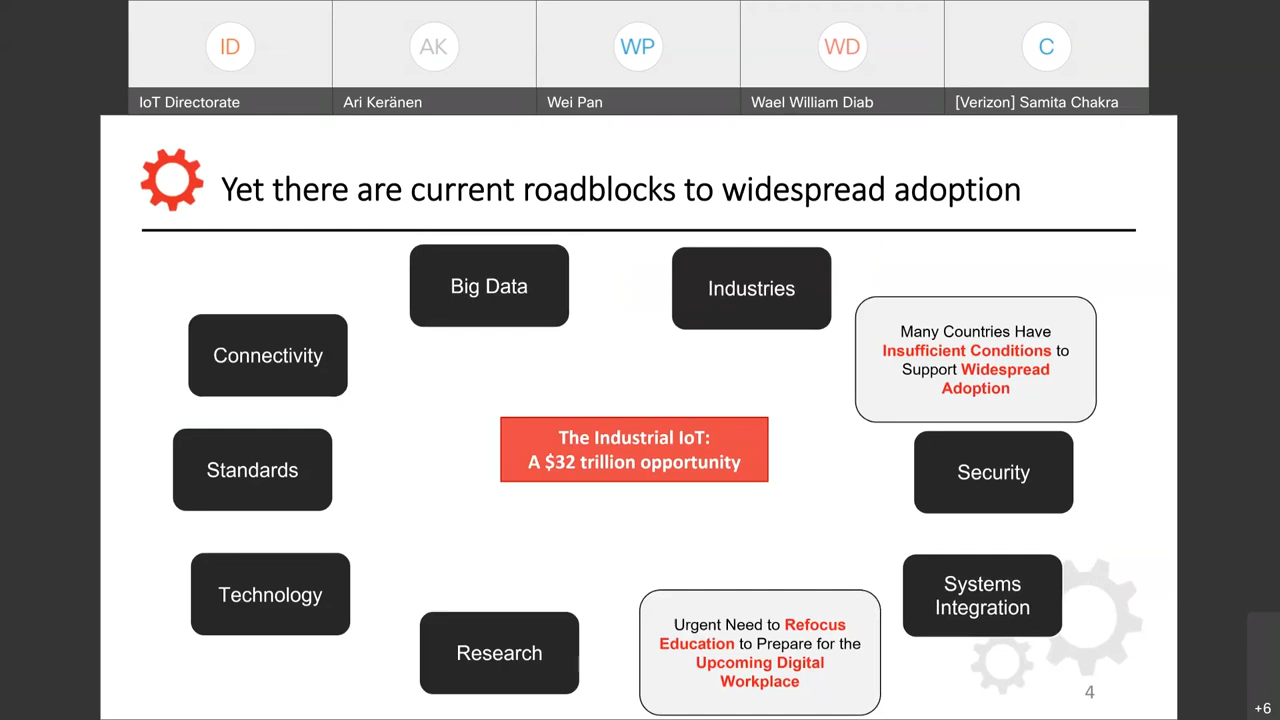 ID
AK
WP
WD
C
IoT Directorate
Ari Keränen
Wei Pan
Wael William Diab
[Verizon] Samita Chakra
Yet there are current roadblocks to widespread adoption
Big Data
Industries
Many Countries Have
Insufficient Conditions to
Support Widespread
Adoption
Connectivity
The Industrial IoT:
A $32 trillion opportunity
Standards
Security
Technology
Systems
Integration
Research
Urgent Need to Refocus
Education to Prepare for the
Upcoming Digital
Workplace
4
+6